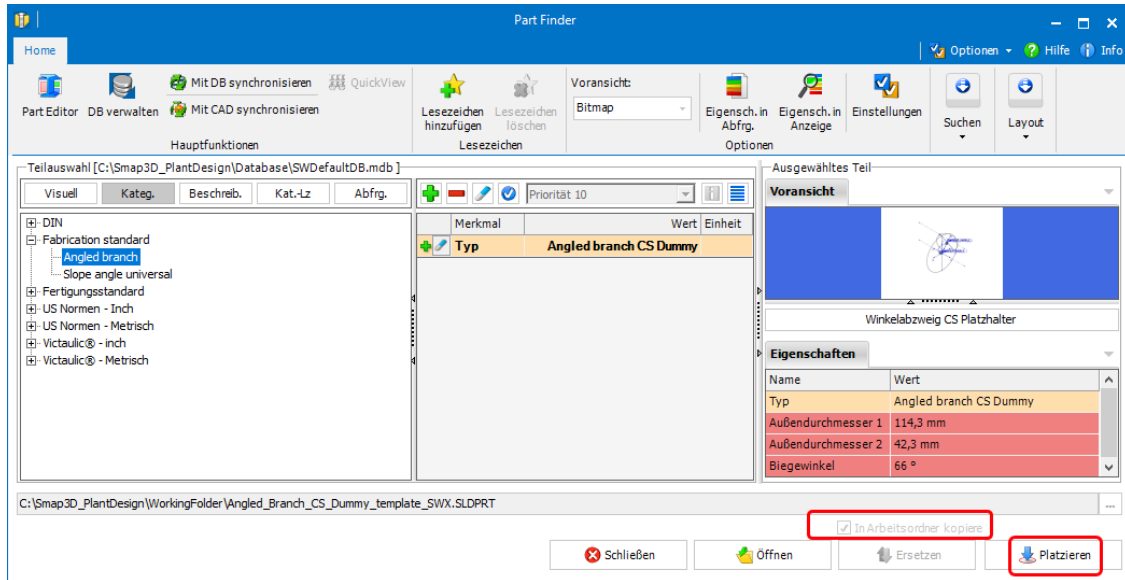 Part Finder
Home
Optionen
Hilfe
Info
Part Editor
DB verwalten
Mit DB synchronisieren
QuickView
Mit CAD synchronisieren
Hauptfunktionen
Lesezeichen hinzufügen
Lesezeichen löschen
Lesezeichen
Voransicht:
Bitmap
Eigensch. in Abfrg.
Eigensch. in Anzeige
Einstellungen
Optionen
Suchen
Layout
Teilauswahl [C:\Smap3D_PlantDesign\Database\SWDefaultDB.mdb ]
Visuell
Kateg.
Beschreib.
Kat.-Lz
Abfrg.
DIN
Fabrication standard
Angled branch
Slope angle universal
Fertigungsstandard
US Normen - Inch
US Normen - Metrisch
Victaulic® - inch
Victaulic® - Metrisch
Priorität 10
Merkmal Wert Einheit
Typ Angled branch CS Dummy
Ausgewähltes Teil
Voransicht
Winkelabzweig CS Platzhalter
Eigenschaften
Name Wert
Typ Angled branch CS Dummy
Außendurchmesser 1 114,3 mm
Außendurchmesser 2 42,3 mm
Biegewinkel 66 °
C:\Smap3D_PlantDesign\WorkingFolder\Angled_Branch_CS_Dummy_template_SWX.SLDPRT
...
In Arbeitsordner kopiere
Schließen
Öffnen
Ersetzen
Platzieren